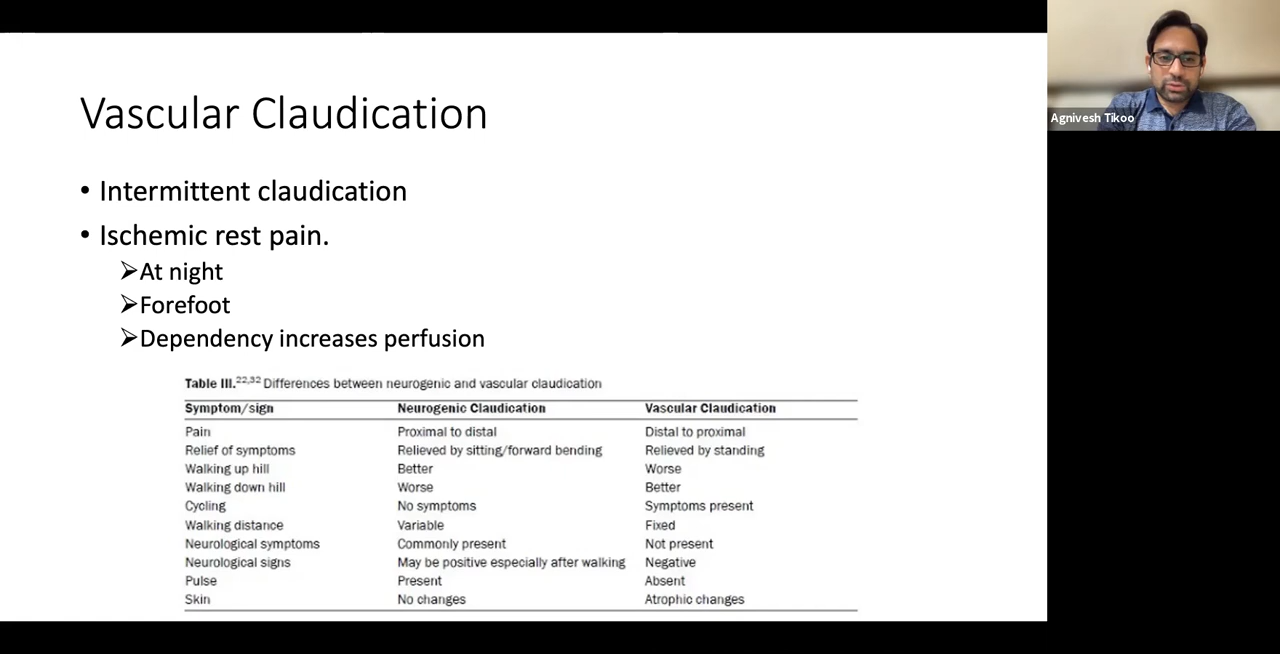 Vascular Claudication
• Intermittent claudication
• Ischemic rest pain.
➢At night
➢Forefoot
➢Dependency increases perfusion
Table III.22,32 Differences between neurogenic and vascular claudication
Symptom/sign Neurogenic Claudication Vascular Claudication
Pain Proximal to distal Distal to proximal
Relief of symptoms Relieved by sitting/forward bending Relieved by standing
Walking up hill Better Worse
Walking down hill Worse Better
Cycling No symptoms Symptoms present
Walking distance Variable Fixed
Neurological symptoms Commonly present Not present
Neurological signs May be positive especially after walking Negative
Pulse Present Absent
Skin No changes Atrophic changes
Agnivesh Tikoo